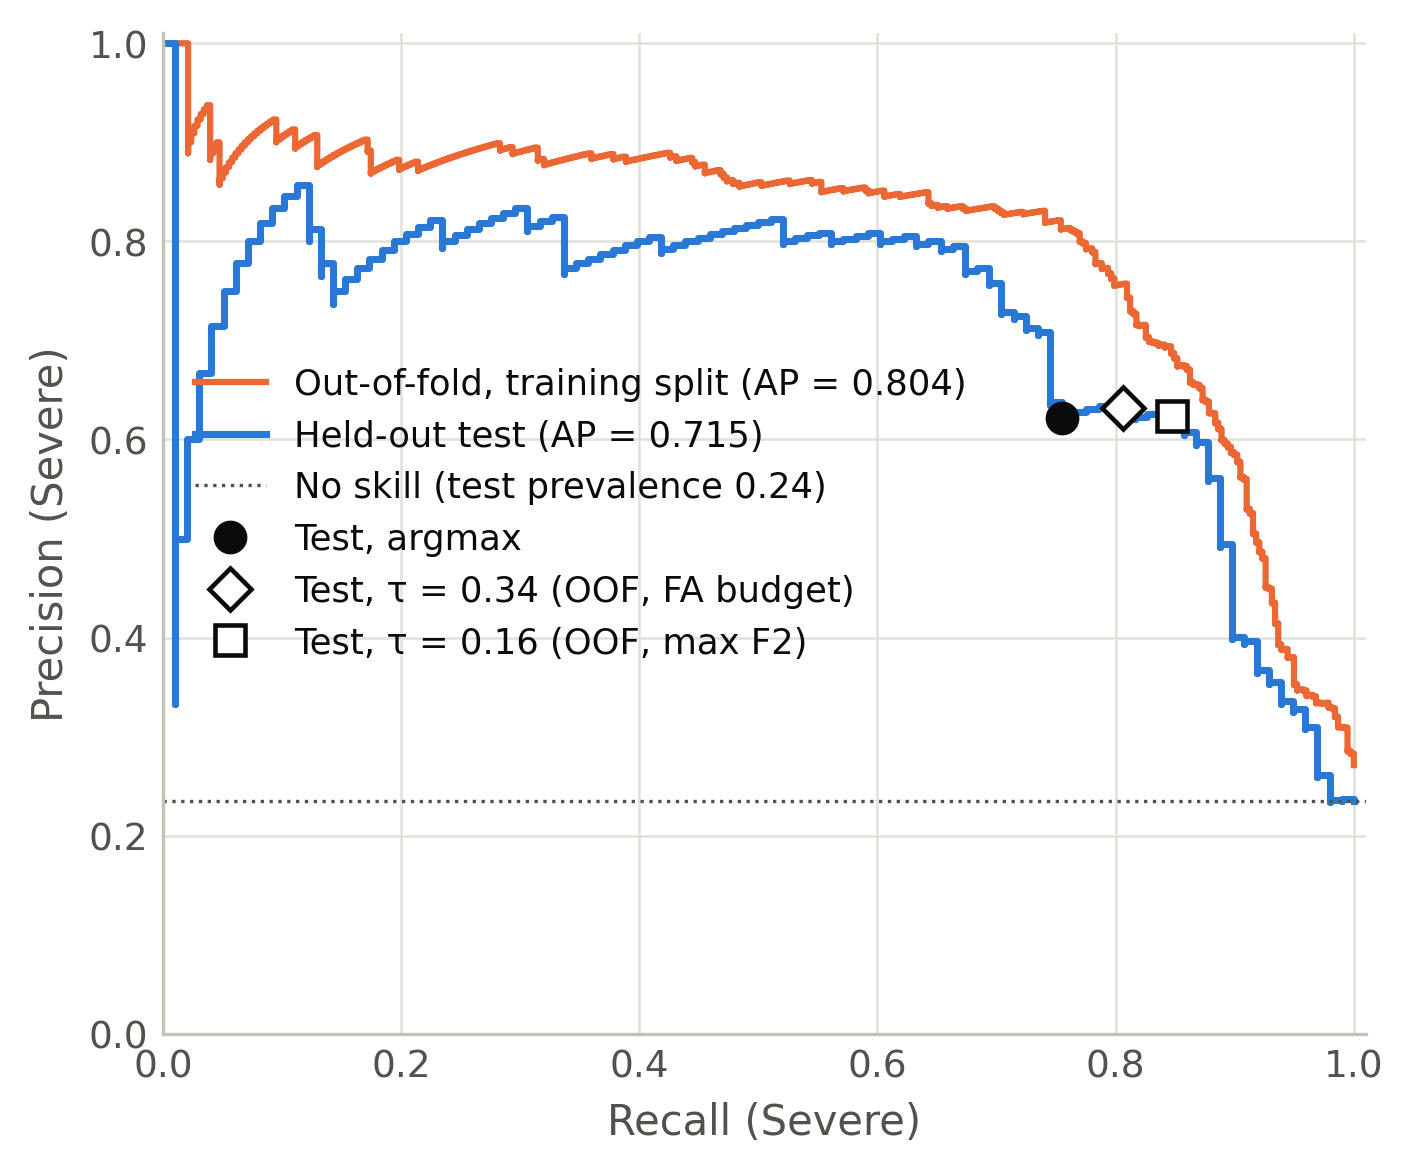 1.0
0.8
0.6
0.4
0.2
0.0
Precision (Severe)
Out-of-fold, training split (AP = 0.804)
Held-out test (AP = 0.715)
No skill (test prevalence 0.24)
Test, argmax
Test, τ = 0.34 (OOF, FA budget)
Test, τ = 0.16 (OOF, max F2)
0.0 0.2 0.4 0.6 0.8 1.0
Recall (Severe)